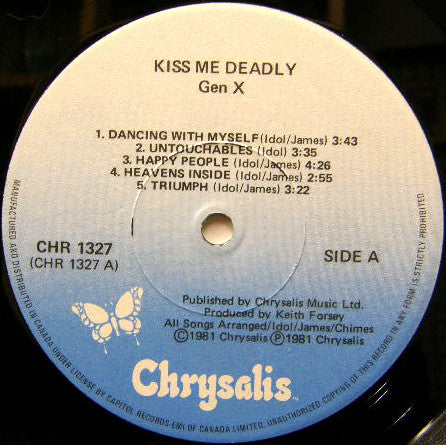 KISS ME DEADLY
Gen X
1. DANCING WITH MYSELF (Idol/James) 3:43
2. UNTOUCHABLES (Idol) 3:35
3. HAPPY PEOPLE (Idol/James) 4:26
4. HEAVENS INSIDE (Idol/James) 2:55
5. TRIUMPH (Idol/James) 3:22
CHR 1327
(CHR 1327 A)
SIDE A
Published by Chrysalis Music Ltd.
Produced by Keith Forsey
All Songs Arranged/Idol/James/Chimes
Ⓒ1981 Chrysalis Ⓟ1981 Chrysalis
Chrysalis™
MANUFACTURED AND DISTRIBUTED IN CANADA UNDER LICENSE BY CAPITOL RECORDS-EMI OF CANADA LIMITED. UNAUTHORIZED COPYING OF THIS RECORDING IN ANY FORM IS STRICTLY PROHIBITED.